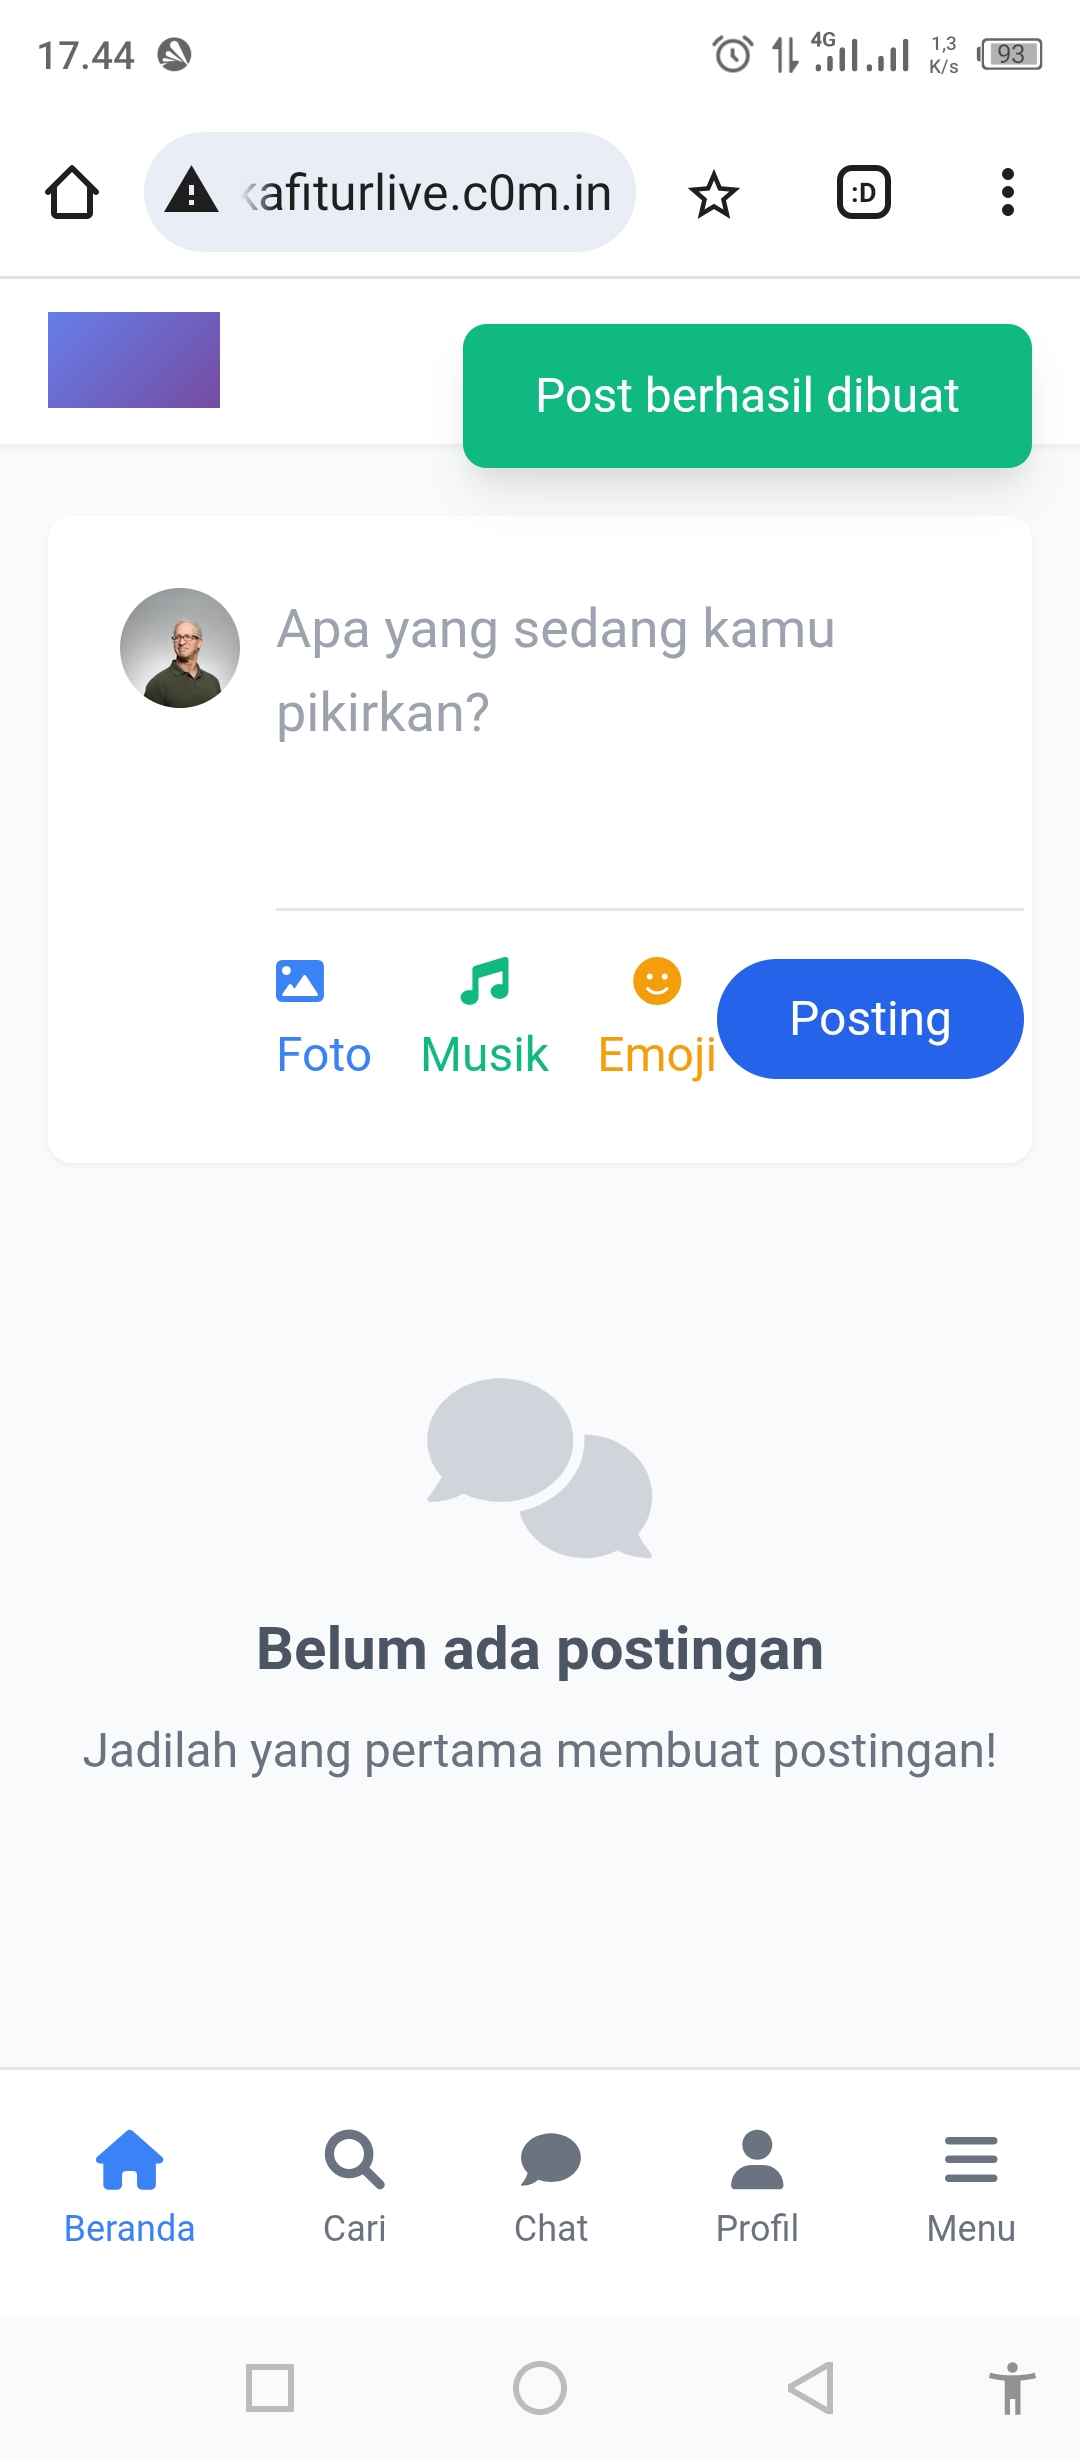 17.44
4G
1,3
K/s
93
kafiturlive.c0m.in
:D
Post berhasil dibuat
Apa yang sedang kamu
pikirkan?
Foto
Musik
Emoji
Posting
Belum ada postingan
Jadilah yang pertama membuat postingan!
Beranda
Cari
Chat
Profil
Menu